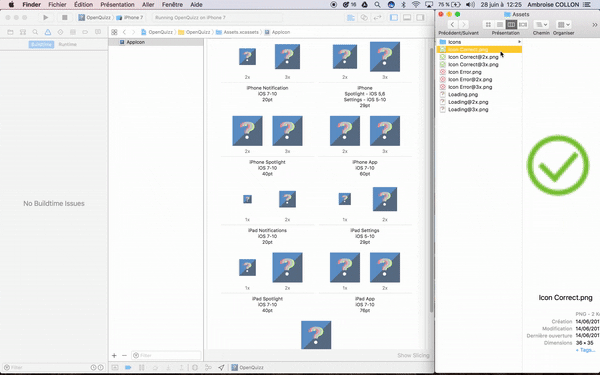 Finder Fichier Édition Présentation Aller Fenêtre Aide
16
75 %
28 juin à 12:25 Ambroise COLLON
OpenQuizz
iPhone 7
Running OpenQuizz on iPhone 7
Assets
Précédent/Suivant
Présentation
Chemin
Organiser
Buildtime
Runtime
OpenQuizz
OpenQuizz
Assets.xcassets
AppIcon
AppIcon
2x 3x 2x 3x
iPhone Notification
iOS 7-10
20pt
iPhone
Spotlight - iOS 5,6
Settings - iOS 5-10
29pt
2x 3x 2x 3x
iPhone Spotlight
iOS 7-10
40pt
iPhone App
iOS 7-10
60pt
1x 2x 1x 2x
iPad Notifications
iOS 7-10
20pt
iPad Settings
iOS 5-10
29pt
1x 2x 1x 2x
iPad Spotlight
iOS 7-10
40pt
iPad App
iOS 7-10
76pt
No Buildtime Issues
Filter
Filter
Show Slicing
OpenQuizz
Icons
Icon Correct.png
Icon Correct@2x.png
Icon Correct@3x.png
Icon Error.png
Icon Error@2x.png
Icon Error@3x.png
Loading.png
Loading@2x.png
Loading@3x.png
Icon Correct.png
Création 14/06/201
Modification 14/06/201
Dernière ouverture 14/06/201
Dimensions 36 × 35
+ Tags…